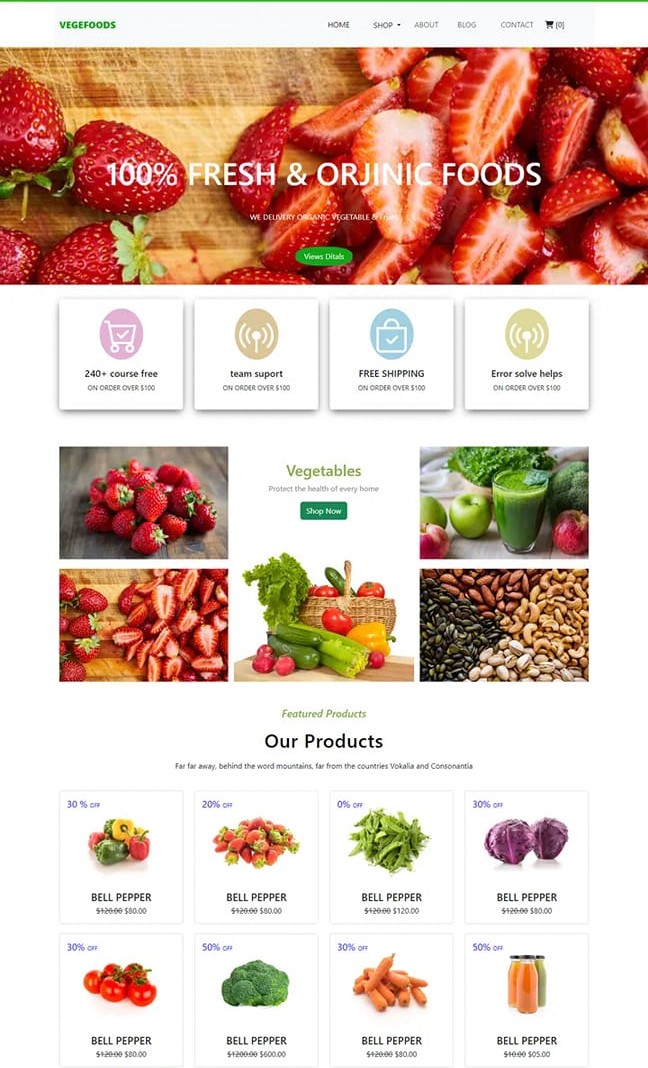 VEGEFOODS
HOME SHOP ABOUT BLOG CONTACT [0]
100% FRESH & ORJINIC FOODS
WE DELIVERY ORGANIC VEGETABLE &
Views Ditals
240+ course free
ON ORDER OVER $100
team suport
ON ORDER OVER $100
FREE SHIPPING
ON ORDER OVER $100
Error solve helps
ON ORDER OVER $100
Vegetables
Protect the health of every home
Shop Now
Featured Products
Our Products
Far far away, behind the word mountains, far from the countries Vokalia and Consonantia
30 % OFF
BELL PEPPER
$120.00 $80.00
20% OFF
BELL PEPPER
$120.00 $80.00
0% OFF
BELL PEPPER
$120.00 $120.00
30% OFF
BELL PEPPER
$120.00 $80.00
30% OFF
BELL PEPPER
$120.00 $80.00
50% OFF
BELL PEPPER
$1200.00 $600.00
30% OFF
BELL PEPPER
$120.00 $80.00
50% OFF
BELL PEPPER
$10.00 $05.00